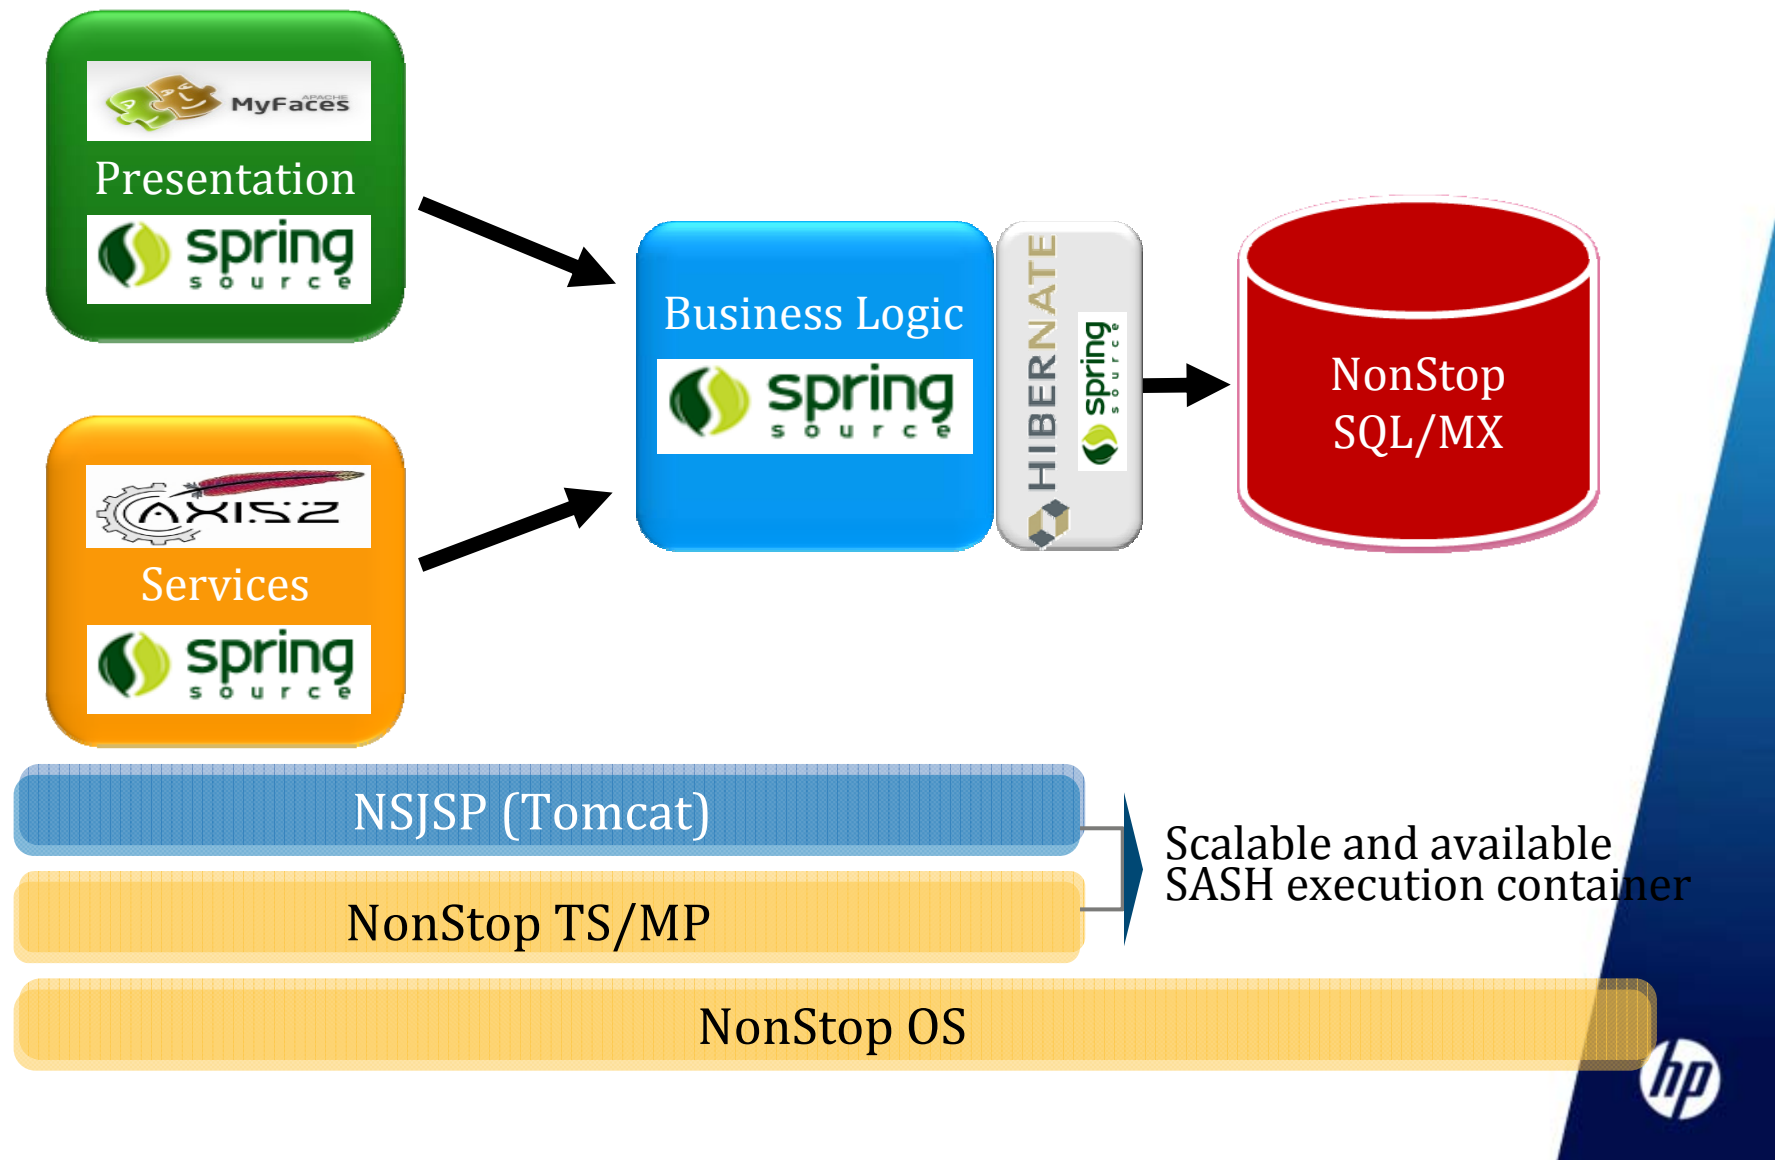 APACHE
MyFaces
Presentation
spring
source
AXIS2
Services
spring
source
Business Logic
spring
source
HIBERNATE
spring
source
NonStop
SQL/MX
NSJSP (Tomcat)
NonStop TS/MP
Scalable and available
SASH execution container
NonStop OS
hp